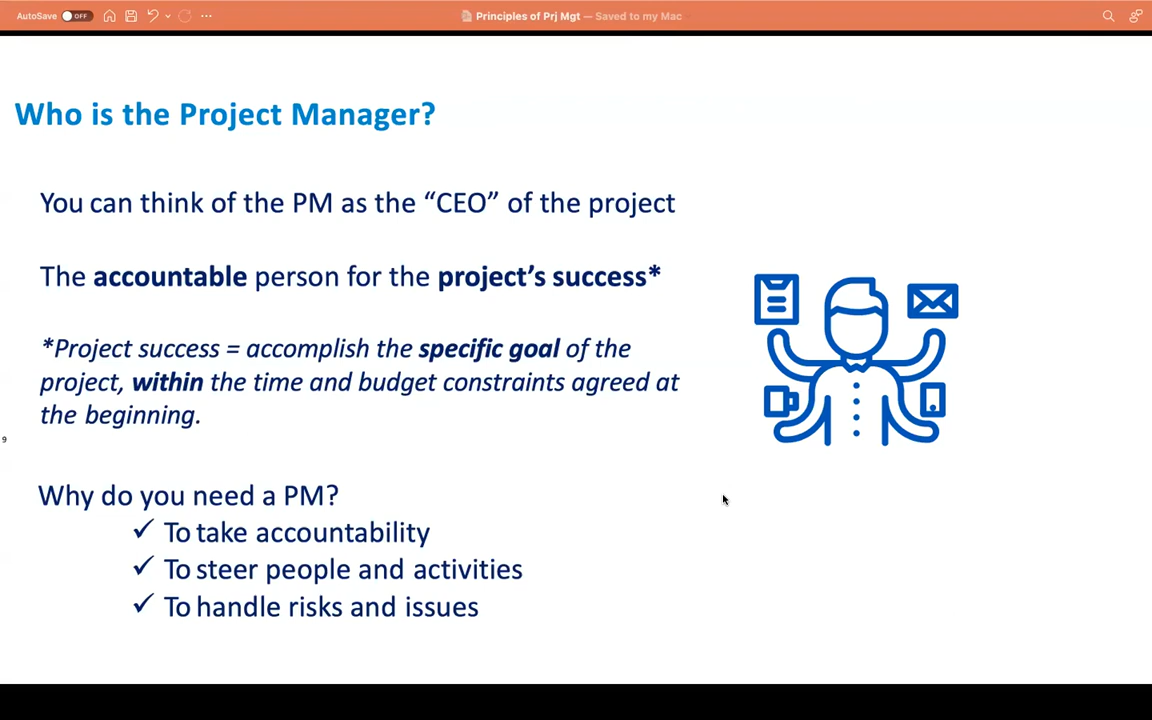 AutoSave OFF ... Principles of Prj Mgt — Saved to my Mac
Who is the Project Manager?
You can think of the PM as the “CEO” of the project
The accountable person for the project’s success*
*Project success = accomplish the specific goal of the
project, within the time and budget constraints agreed at
the beginning.
9
Why do you need a PM?
✓ To take accountability
✓ To steer people and activities
✓ To handle risks and issues